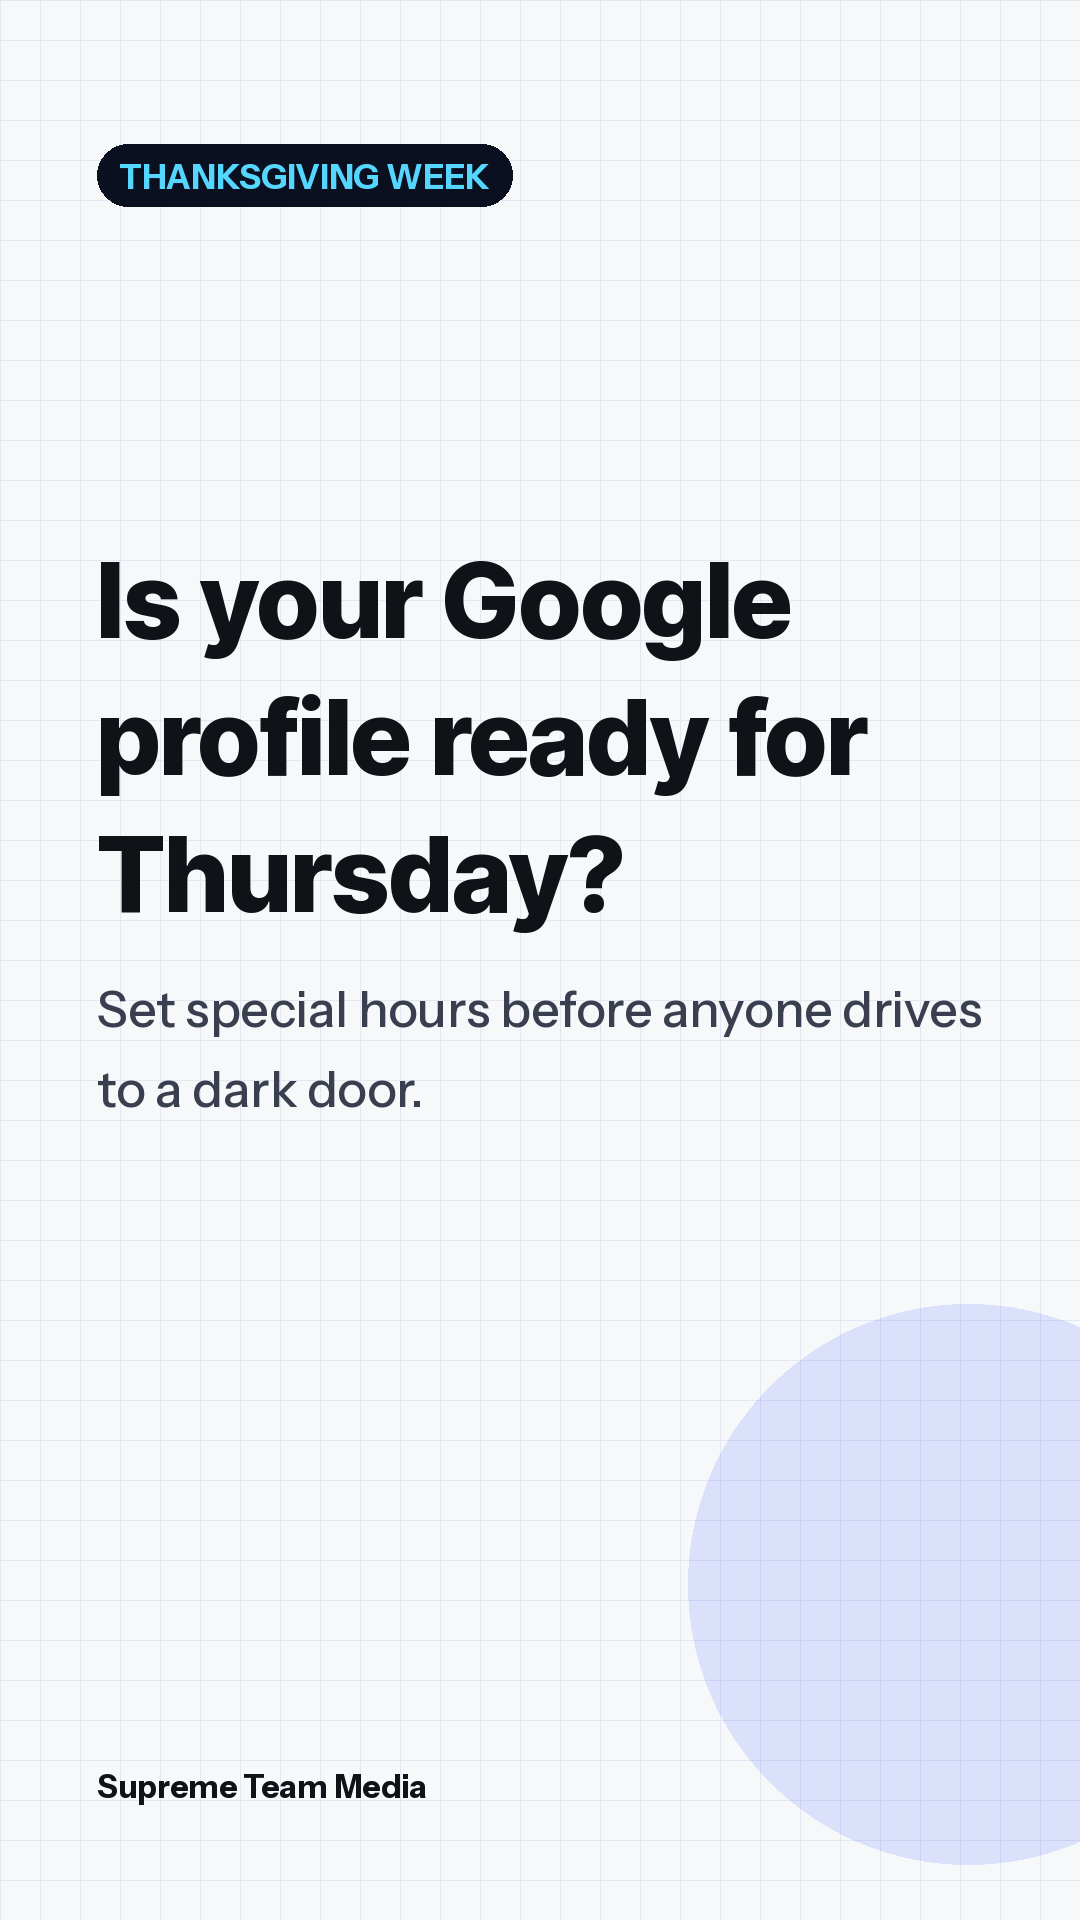 THANKSGIVING WEEK
Is your Google
profile ready for
Thursday?
Set special hours before anyone drives
to a dark door.
Supreme Team Media